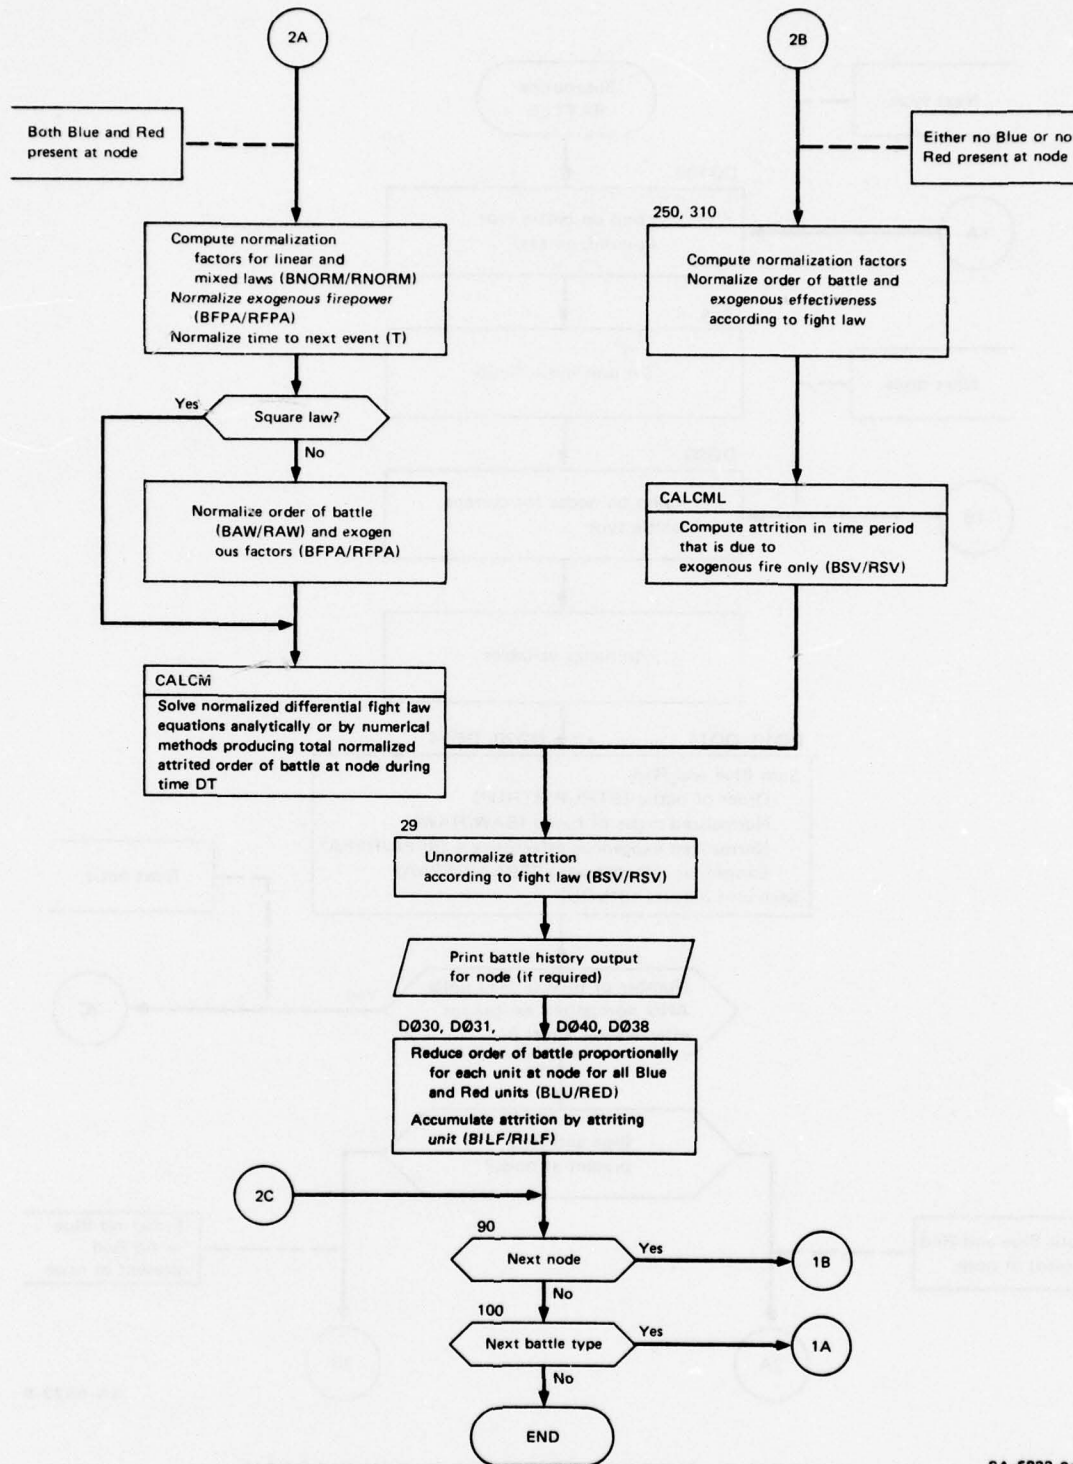 2A
2B
Both Blue and Red
present at node
Either no Blue or no
Red present at node
250, 310
Compute normalization
factors for linear and
mixed laws (BNORM/RNORM)
Normalize exogenous firepower
(BFPA/RFPA)
Normalize time to next event (T)
Compute normalization factors
Normalize order of battle and
exogenous effectiveness
according to fight law
Yes
Square law?
No
Normalize order of battle
(BAW/RAW) and exogen
ous factors (BFPA/RFPA)
CALCML
Compute attrition in time period
that is due to
exogenous fire only (BSV/RSV)
CALCM
Solve normalized differential fight law
equations analytically or by numerical
methods producing total normalized
attrited order of battle at node during
time DT
29
Unnormalize attrition
according to fight law (BSV/RSV)
Print battle history output
for node (if required)
DØ30, DØ31, DØ40, DØ38
Reduce order of battle proportionally
for each unit at node for all Blue
and Red units (BLU/RED)
Accumulate attrition by attriting
unit (BILF/RILF)
2C
90
Next node
Yes
1B
No
100
Next battle type
Yes
1A
No
END